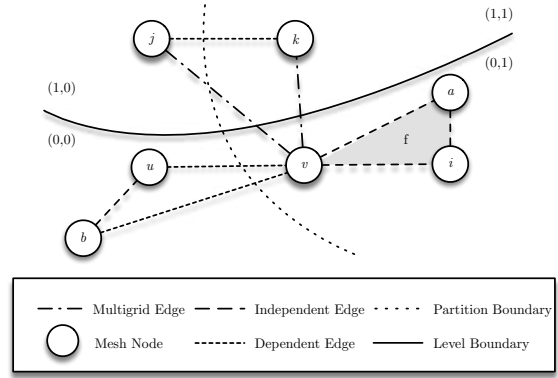 (1,1)
j
k
(0,1)
(1,0)
a
(0,0)
f
u
v
i
b
Multigrid Edge
Independent Edge
Partition Boundary
Mesh Node
Dependent Edge
Level Boundary